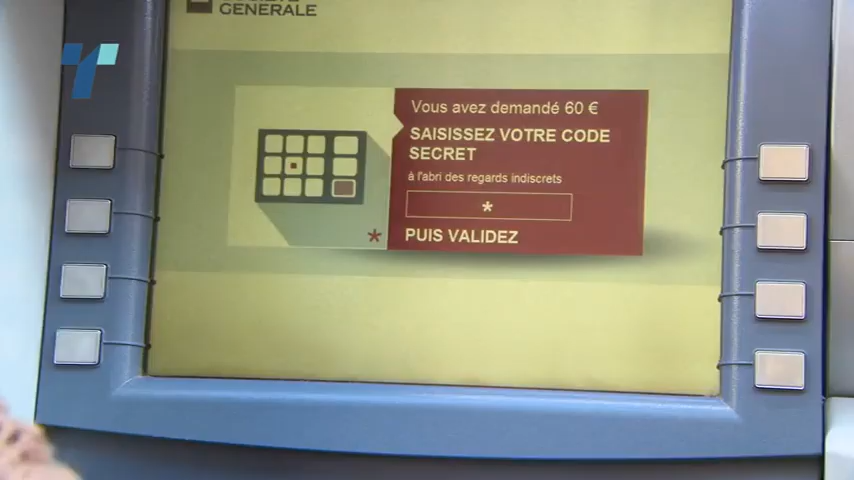 GENERALE
Vous avez demandé 60 €
SAISISSEZ VOTRE CODE
SECRET
à l'abri des regards indiscrets
*
* PUIS VALIDEZ